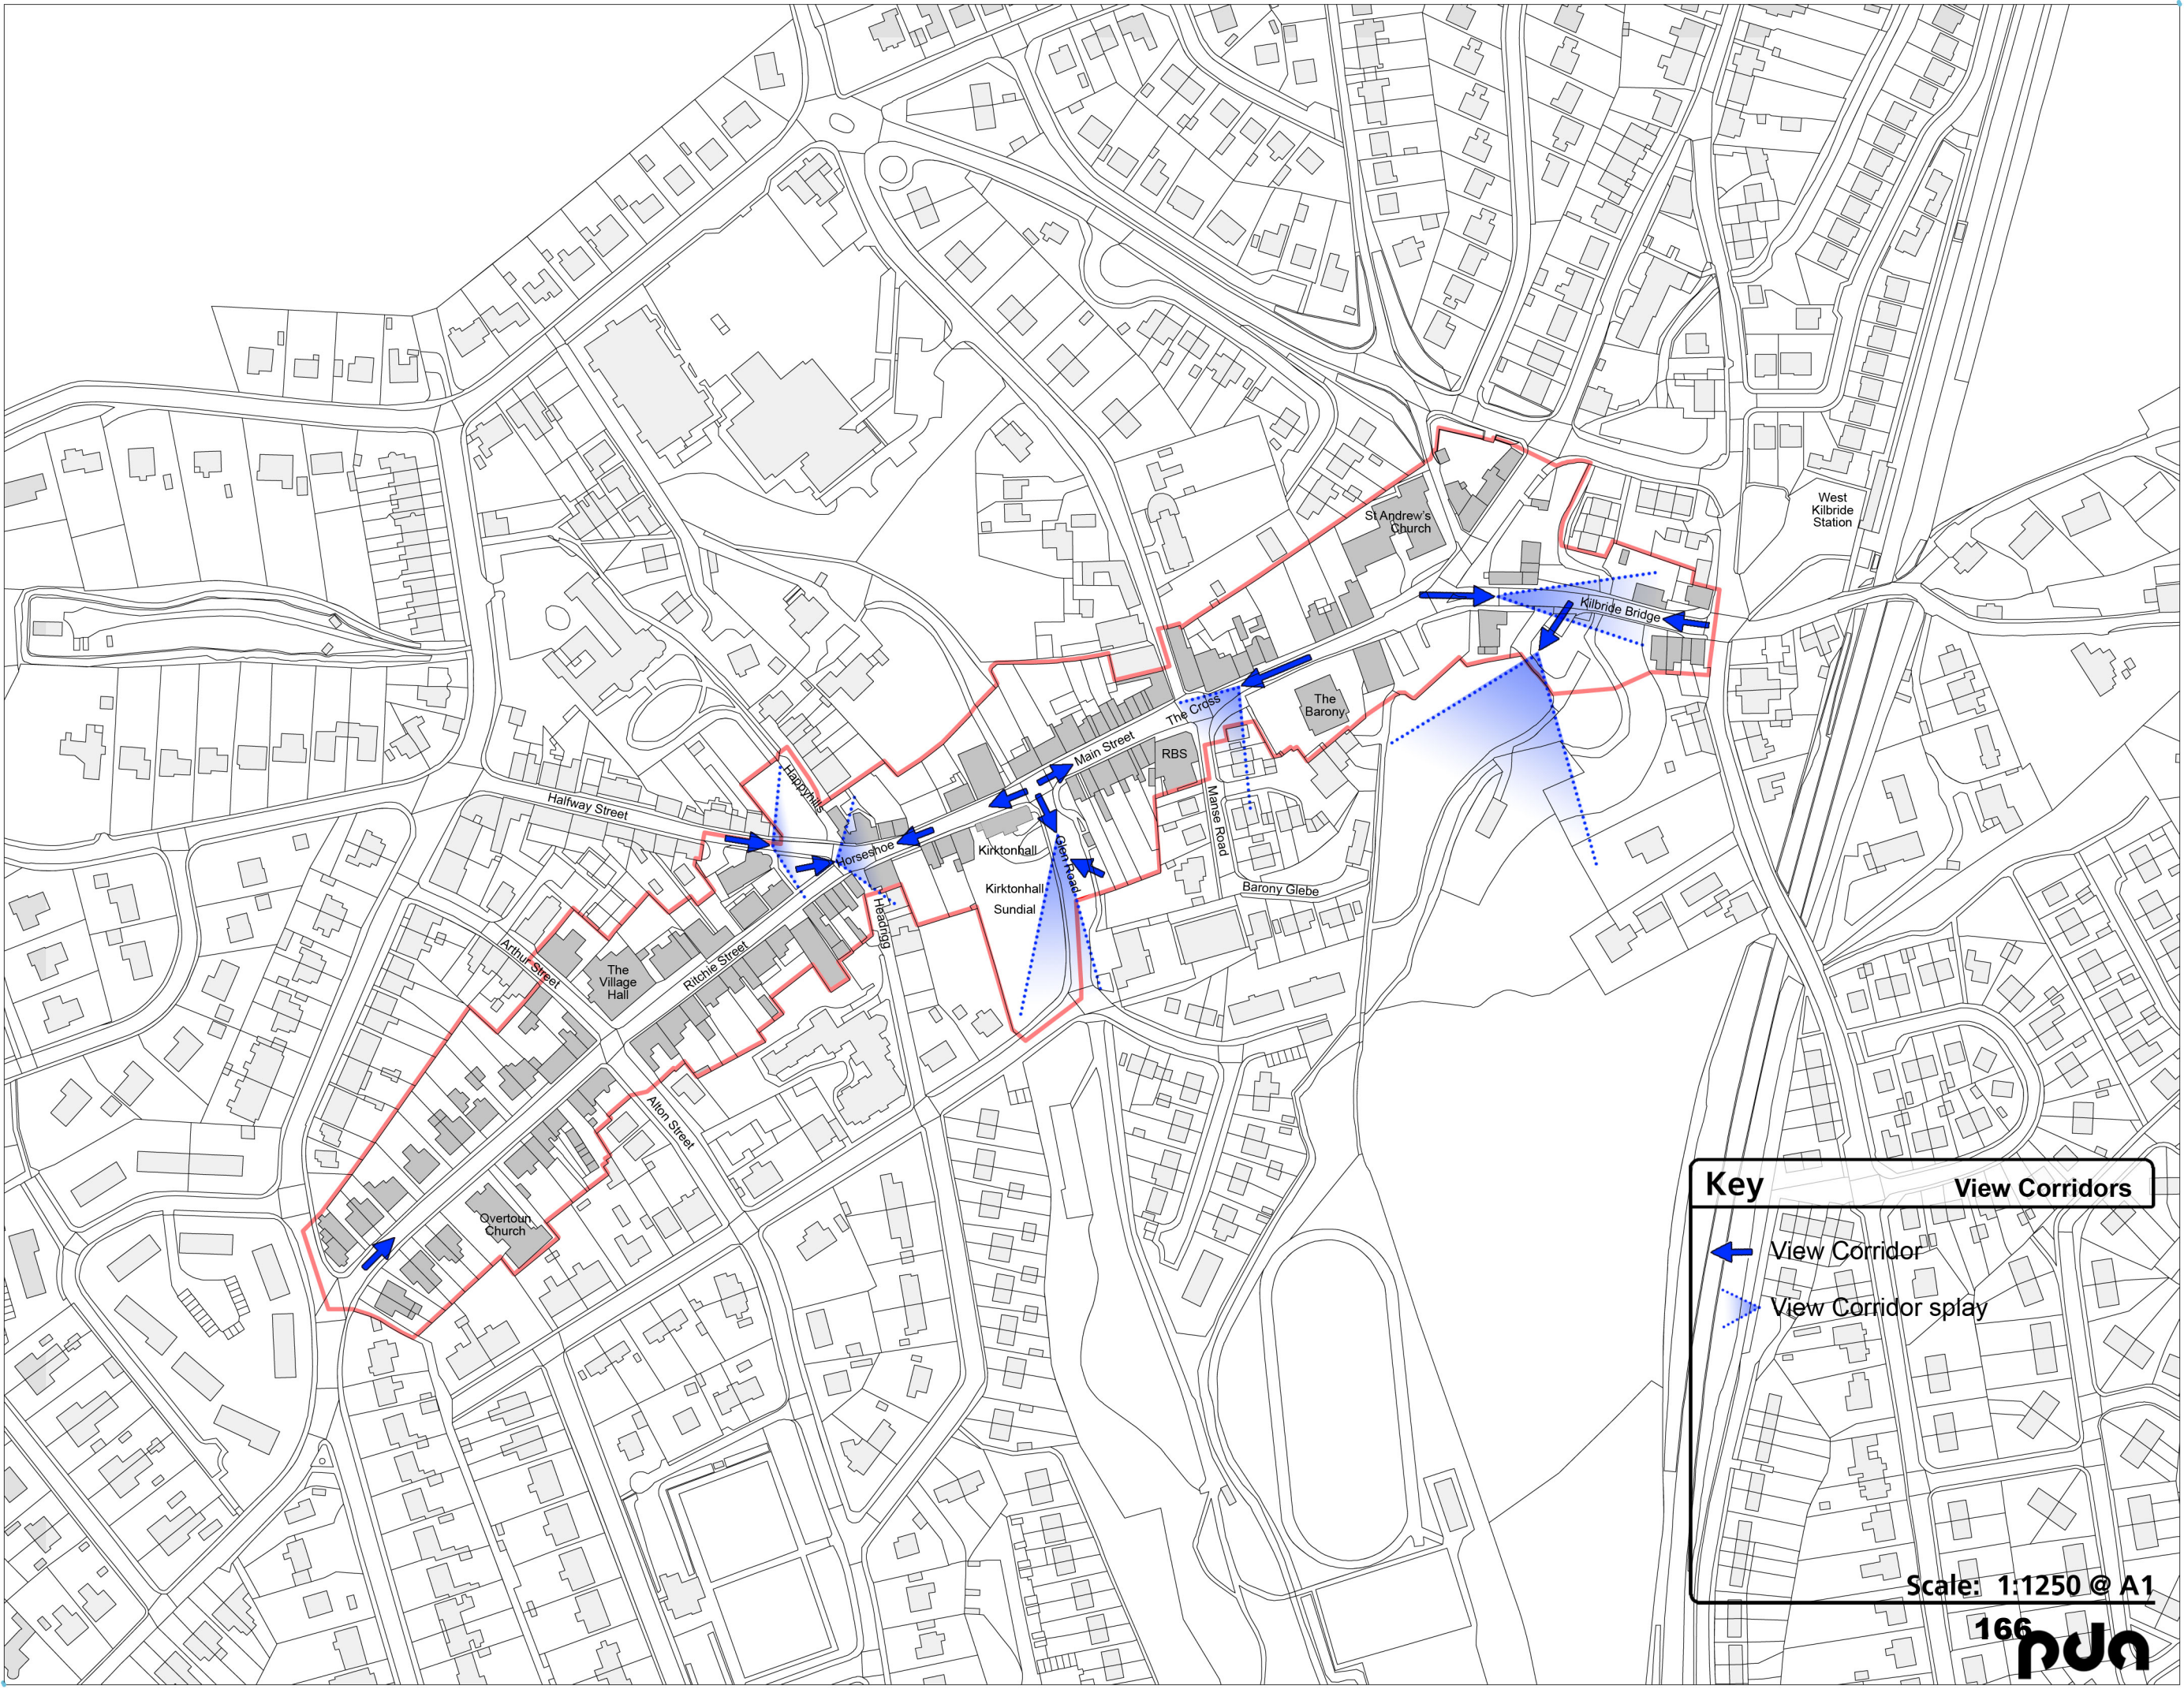 West
Kilbride
Station
St Andrew's
Church
Kilbride Bridge
The Cross
The
Barony
Main Street
RBS
Happyhills
Halfway Street
Manse Road
Horseshoe
Kirktonhall
Glen Road
Kirktonhall
Sundial
Barony Glebe
Headrigg
Arthur Street
The
Village
Hall
Ritchie Street
Alton Street
Overtoun
Church
Key
View Corridors
View Corridor
View Corridor splay
Scale: 1:1250 @ A1
166
pda